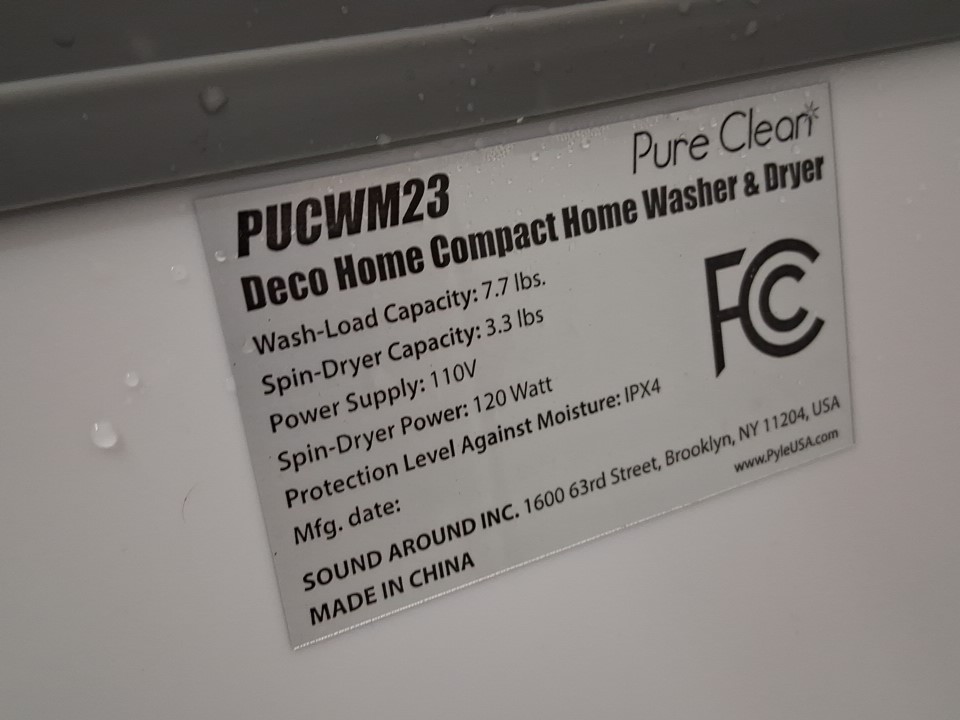 Pure Clean*
PUCWM23
Deco Home Compact Home Washer & Dryer
Wash-Load Capacity: 7.7 lbs.
Spin-Dryer Capacity: 3.3 lbs
Power Supply: 110V
Spin-Dryer Power: 120 Watt
Protection Level Against Moisture: IPX4
Mfg. date:
FC
SOUND AROUND INC. 1600 63rd Street, Brooklyn, NY 11204, USA
www.PyleUSA.com
MADE IN CHINA